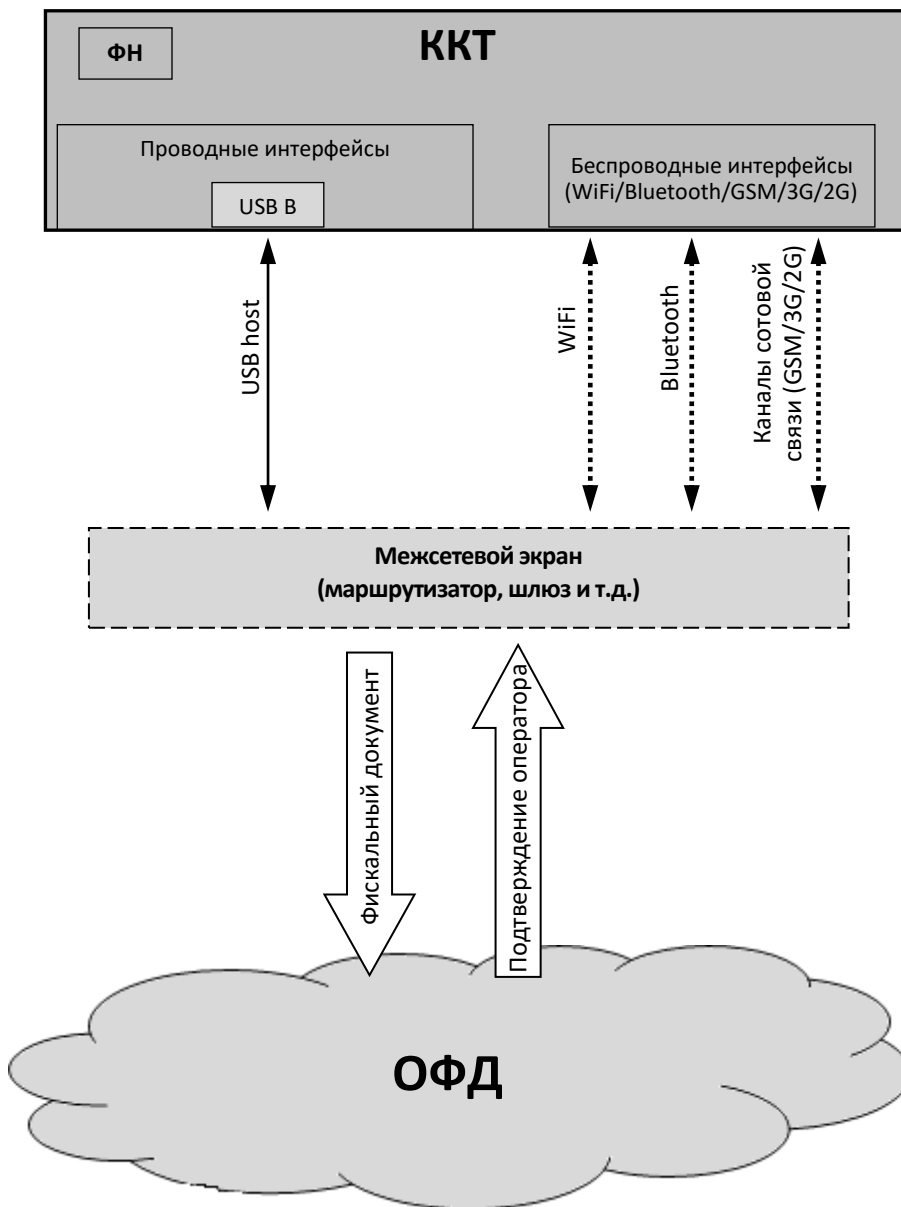 ФН
ККТ
Проводные интерфейсы
USB B
Беспроводные интерфейсы
(WiFi/Bluetooth/GSM/3G/2G)
USB host
WiFi
Bluetooth
Каналы сотовой
связи (GSM/3G/2G)
Межсетевой экран
(маршрутизатор, шлюз и т.д.)
Фискальный документ
Подтверждение оператора
ОФД